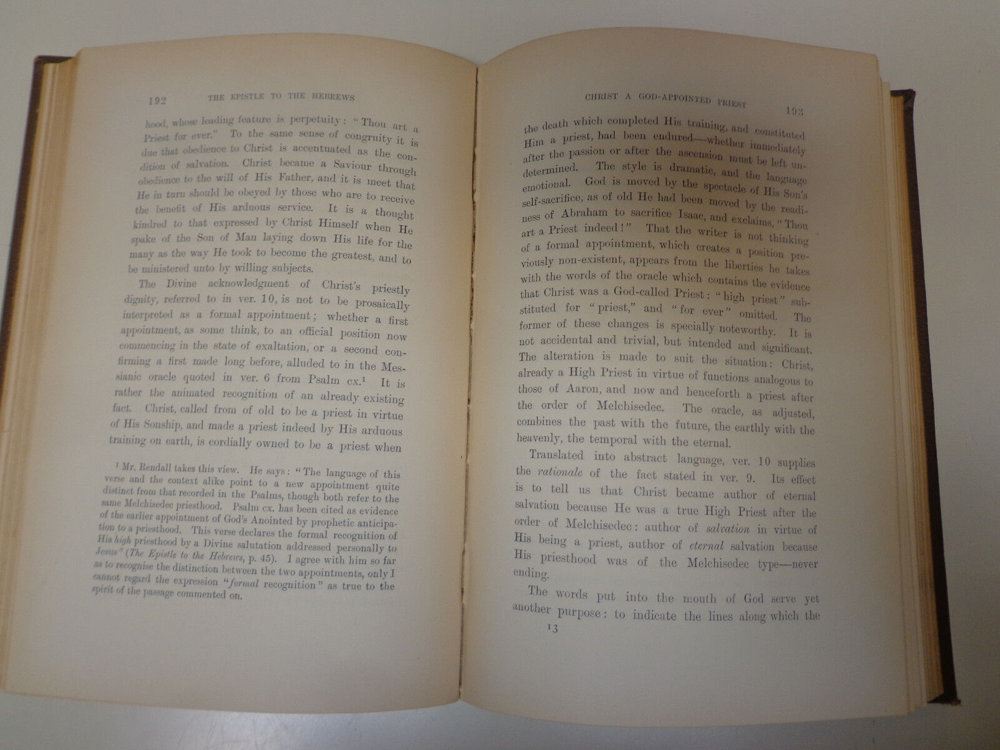 192
THE EPISTLE TO THE HEBREWS
hood, whose leading feature is perpetuity: "Thou art a
Priest for ever." To the same sense of congruity it is
due that obedience to Christ is accentuated as the con-
dition of salvation. Christ became a Saviour through
obedience to the will of His Father, and it is meet that
He in turn should be obeyed by those who are to receive
the benefit of His arduous service. It is a thought
kindred to that expressed by Christ Himself when He
spake of the Son of Man laying down His life for the
many as the way He took to become the greatest, and to
be ministered unto by willing subjects.
The Divine acknowledgment of Christ's priestly
dignity, referred to in ver. 10, is not to be prosaically
interpreted as a formal appointment; whether a first
appointment, as some think, to an official position now
commencing in the state of exaltation, or a second con-
firming a first made long before, alluded to in the Mes-
sianic oracle quoted in ver. 6 from Psalm cx.¹ It is
rather the animated recognition of an already existing
fact. Christ, called from of old to be a priest in virtue
of His Sonship, and made a priest indeed by His arduous
training on earth, is cordially owned to be a priest when
¹ Mr. Rendall takes this view. He says: "The language of this
verse and the context alike point to a new appointment quite
distinct from that recorded in the Psalms, though both refer to the
same Melchisedec priesthood. Psalm cx. has been cited as evidence
of the earlier appointment of God's Anointed by prophetic anticipa-
tion to a priesthood. This verse declares the formal recognition of
His high priesthood by a Divine salutation addressed personally to
Jesus" (The Epistle to the Hebrews, p. 45). I agree with him so far
as to recognise the distinction between the two appointments, only I
cannot regard the expression "formal recognition" as true to the
spirit of the passage commented on.
CHRIST A GOD-APPOINTED PRIEST
193
the death which completed His training, and constituted
Him a priest, had been endured—whether immediately
after the passion or after the ascension must be left un-
determined. The style is dramatic, and the language
emotional. God is moved by the spectacle of His Son's
self-sacrifice, as of old He had been moved by the readi-
ness of Abraham to sacrifice Isaac, and exclaims, "Thou
art a Priest indeed!" That the writer is not thinking
of a formal appointment, which creates a position pre-
viously non-existent, appears from the liberties he takes
with the words of the oracle which contains the evidence
that Christ was a God-called Priest: "high priest" sub-
stituted for "priest," and "for ever" omitted. The
former of these changes is specially noteworthy. It is
not accidental and trivial, but intended and significant.
The alteration is made to suit the situation: Christ,
already a High Priest in virtue of functions analogous to
those of Aaron, and now and henceforth a priest after
the order of Melchisedec. The oracle, as adjusted,
combines the past with the future, the earthly with the
heavenly, the temporal with the eternal.
Translated into abstract language, ver. 10 supplies
the rationale of the fact stated in ver. 9. Its effect
is to tell us that Christ became author of eternal
salvation because He was a true High Priest after the
order of Melchisedec: author of salvation in virtue of
His being a priest, author of eternal salvation because
His priesthood was of the Melchisedec type—never
ending.
The words put into the mouth of God serve yet
another purpose: to indicate the lines along which the
13